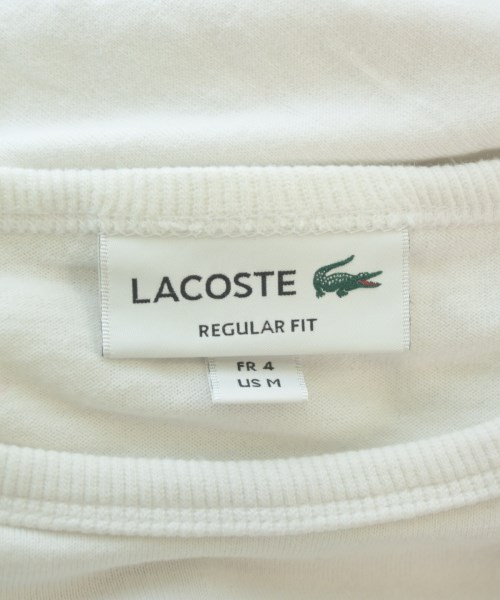 LACOSTE
REGULAR FIT
FR 4
US M